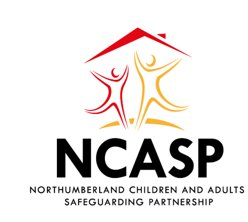 NCASP
NORTHUMBERLAND CHILDREN AND ADULTS
SAFEGUARDING PARTNERSHIP